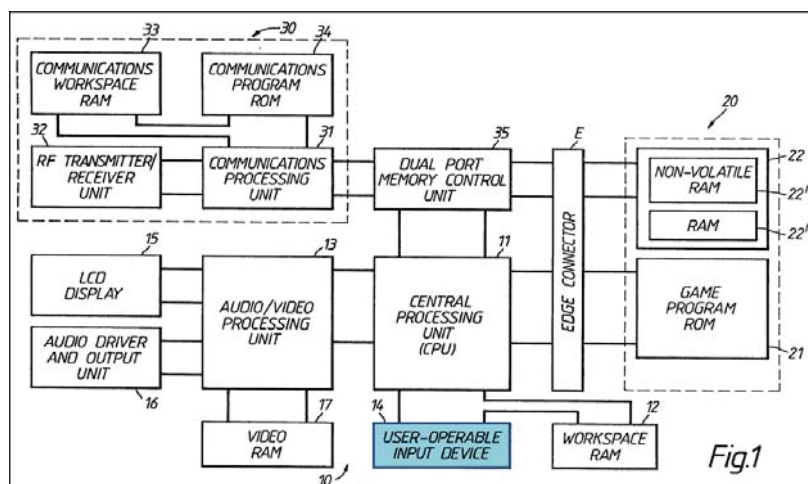 33
34
30
COMMUNICATIONS
WORKSPACE
RAM
COMMUNICATIONS
PROGRAM
ROM
32
31
35
E
20
RF TRANSMITTER/
RECEIVER
UNIT
COMMUNICATIONS
PROCESSING
UNIT
DUAL PORT
MEMORY CONTROL
UNIT
EDGE CONNECTOR
22
NON-VOLATILE
RAM
22'
RAM
22"
15
13
11
LCD
DISPLAY
AUDIO/VIDEO
PROCESSING
UNIT
CENTRAL
PROCESSING
UNIT
(CPU)
GAME
PROGRAM
ROM
21
AUDIO DRIVER
AND OUTPUT
UNIT
16
17
14
12
VIDEO
RAM
USER-OPERABLE
INPUT DEVICE
WORKSPACE
RAM
10
Fig.1